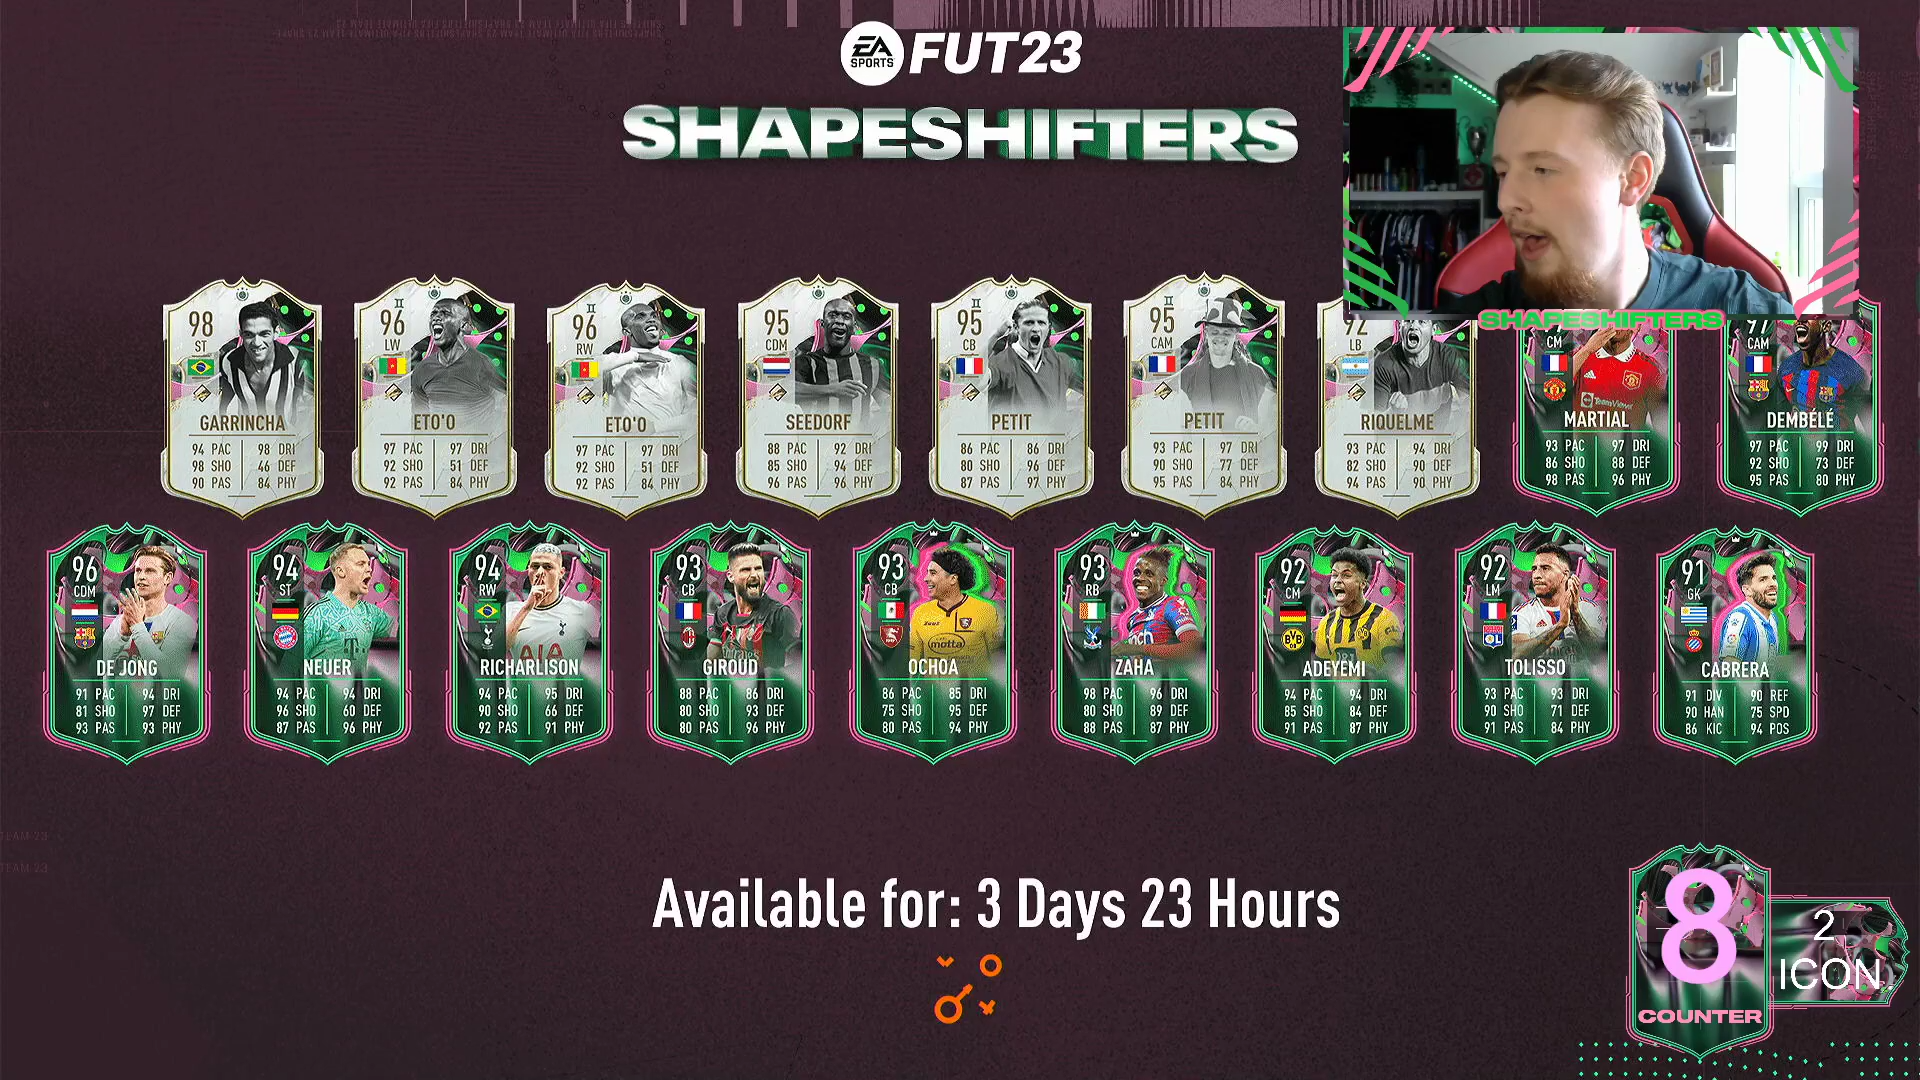 EA SPORTS FUT23
SHAPESHIFTERS
98 ST GARRINCHA
94 PAC 98 DRI
98 SHO 46 DEF
90 PAS 84 PHY
96 LW ETO'O
97 PAC 97 DRI
92 SHO 51 DEF
92 PAS 84 PHY
96 RW ETO'O
97 PAC 97 DRI
92 SHO 51 DEF
92 PAS 84 PHY
95 CDM SEEDORF
88 PAC 92 DRI
85 SHO 94 DEF
96 PAS 96 PHY
95 CB PETIT
86 PAC 86 DRI
80 SHO 96 DEF
87 PAS 97 PHY
95 CAM PETIT
93 PAC 97 DRI
90 SHO 77 DEF
92 PAS 84 PHY
92 LB RIQUELME
93 PAC 94 DRI
82 SHO 90 DEF
94 PAS 90 PHY
CM MARTIAL
93 PAC 97 DRI
86 SHO 88 DEF
98 PAS 96 PHY
97 CAM DEMBÉLÉ
97 PAC 99 DRI
92 SHO 73 DEF
95 PAS 80 PHY
SHAPESHIFTERS
96 CDM DE JONG
91 PAC 94 DRI
81 SHO 97 DEF
93 PAS 93 PHY
94 ST NEUER
94 PAC 94 DRI
96 SHO 60 DEF
87 PAS 96 PHY
94 RW RICHARLISON
94 PAC 95 DRI
90 SHO 66 DEF
92 PAS 91 PHY
93 CB GIROUD
88 PAC 86 DRI
80 SHO 93 DEF
80 PAS 96 PHY
93 CB OCHOA
86 PAC 85 DRI
75 SHO 95 DEF
80 PAS 94 PHY
93 RB ZAHA
98 PAC 96 DRI
80 SHO 89 DEF
88 PAS 87 PHY
92 CM ADEYEMI
94 PAC 94 DRI
85 SHO 84 DEF
91 PAS 87 PHY
92 LM TOLISSO
93 PAC 93 DRI
90 SHO 71 DEF
91 PAS 84 PHY
91 GK CABRERA
91 DIV 90 REF
90 HAN 75 SPD
86 KIC 94 POS
Available for: 3 Days 23 Hours
8
COUNTER
2
ICON